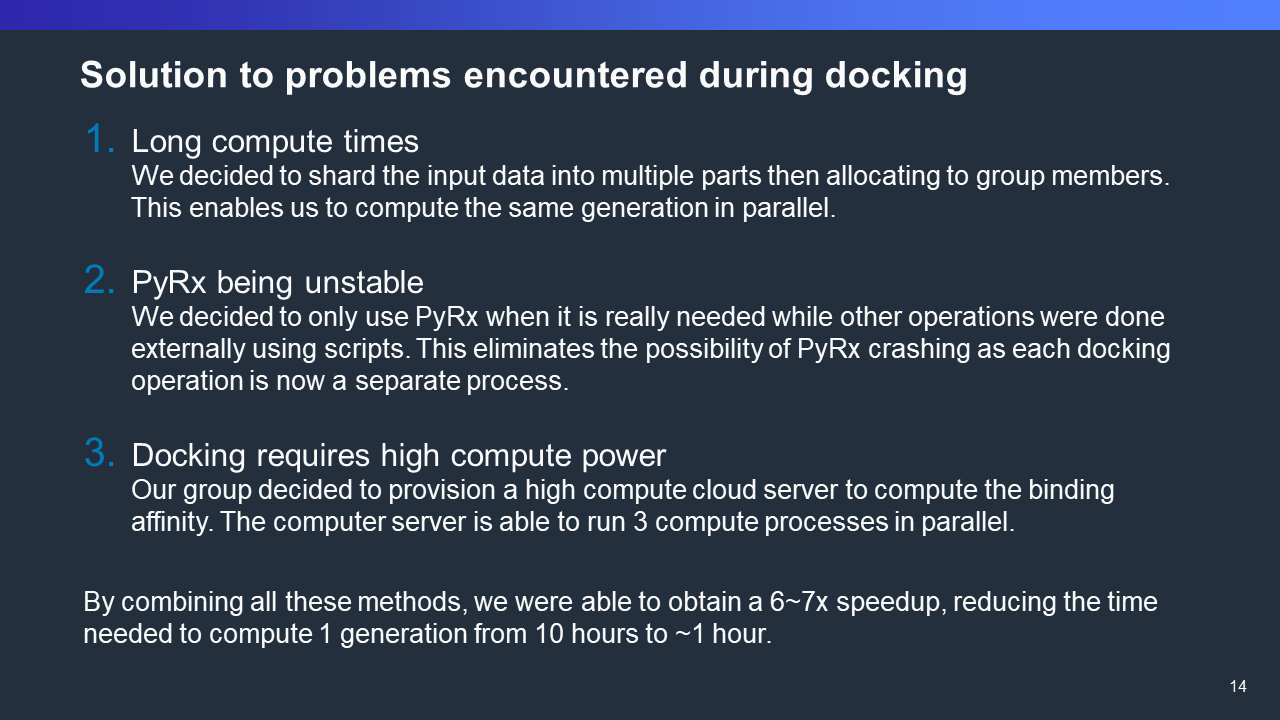 Solution to problems encountered during docking
1. Long compute times
We decided to shard the input data into multiple parts then allocating to group members.
This enables us to compute the same generation in parallel.
2. PyRx being unstable
We decided to only use PyRx when it is really needed while other operations were done
externally using scripts. This eliminates the possibility of PyRx crashing as each docking
operation is now a separate process.
3. Docking requires high compute power
Our group decided to provision a high compute cloud server to compute the binding
affinity. The computer server is able to run 3 compute processes in parallel.
By combining all these methods, we were able to obtain a 6~7x speedup, reducing the time
needed to compute 1 generation from 10 hours to ~1 hour.
14